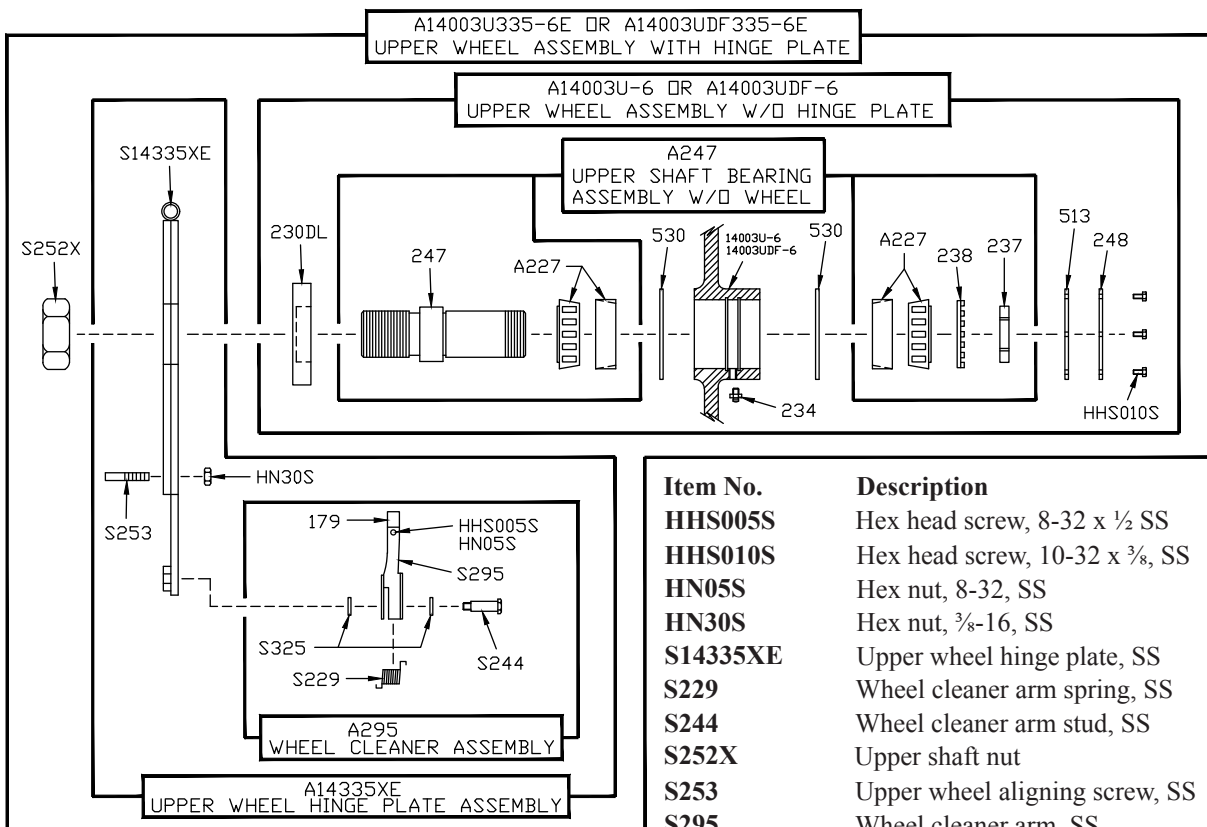 A14003U335-6E OR A14003UDF335-6E
UPPER WHEEL ASSEMBLY WITH HINGE PLATE
A14003U-6 OR A14003UDF-6
UPPER WHEEL ASSEMBLY W/O HINGE PLATE
A247
UPPER SHAFT BEARING
ASSEMBLY W/O WHEEL
S14335XE
S252X
230DL
247
A227
530
14003U-6
14003UDF-6
530
A227
238
237
513
248
234
HHS010S
HN30S
S253
179
HHS005S
HN05S
S295
S325
S244
S229
A295
WHEEL CLEANER ASSEMBLY
A14335XE
UPPER WHEEL HINGE PLATE ASSEMBLY
Item No. Description
HHS005S Hex head screw, 8-32 x ½ SS
HHS010S Hex head screw, 10-32 x ⅜, SS
HN05S Hex nut, 8-32, SS
HN30S Hex nut, ⅜-16, SS
S14335XE Upper wheel hinge plate, SS
S229 Wheel cleaner arm spring, SS
S244 Wheel cleaner arm stud, SS
S252X Upper shaft nut
S253 Upper wheel aligning screw, SS
S295 Wheel cleaner arm, SS